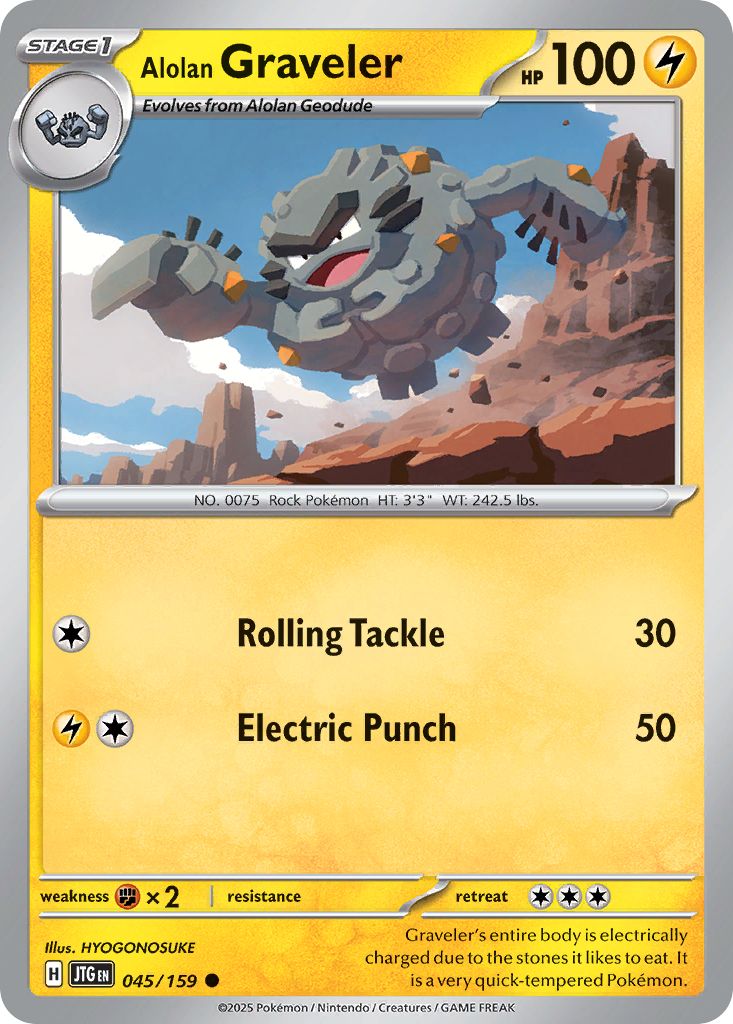 STAGE1
Alolan Graveler
HP 100
Evolves from Alolan Geodude
NO. 0075 Rock Pokémon HT: 3'3" WT: 242.5 lbs.
Rolling Tackle 30
Electric Punch 50
weakness ×2 resistance retreat
Illus. HYOGONOSUKE
H JTG EN 045/159
Graveler's entire body is electrically
charged due to the stones it likes to eat. It
is a very quick-tempered Pokémon.
©2025 Pokémon / Nintendo / Creatures / GAME FREAK